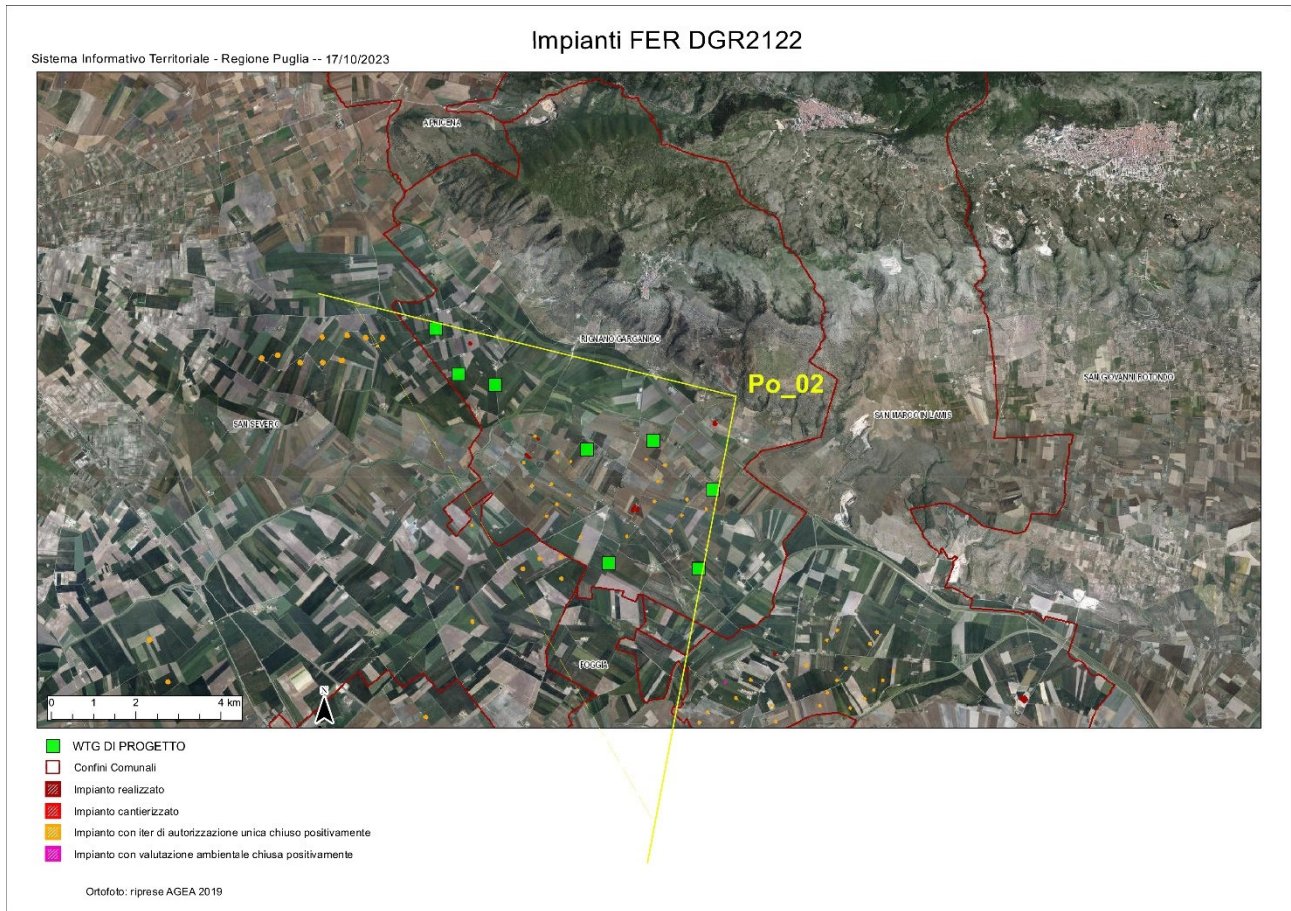 Impianti FER DGR2122
Sistema Informativo Territoriale - Regione Puglia -- 17/10/2023
APRICENA
RIGNANO GARGANICO
Po_02
SAN GIOVANNI ROTONDO
SAN MARCO IN LAMIS
SAN SEVERO
FOGGIA
N
0 1 2 4 km
WTG DI PROGETTO
Confini Comunali
Impianto realizzato
Impianto cantierizzato
Impianto con iter di autorizzazione unica chiuso positivamente
Impianto con valutazione ambientale chiusa positivamente
Ortofoto: riprese AGEA 2019